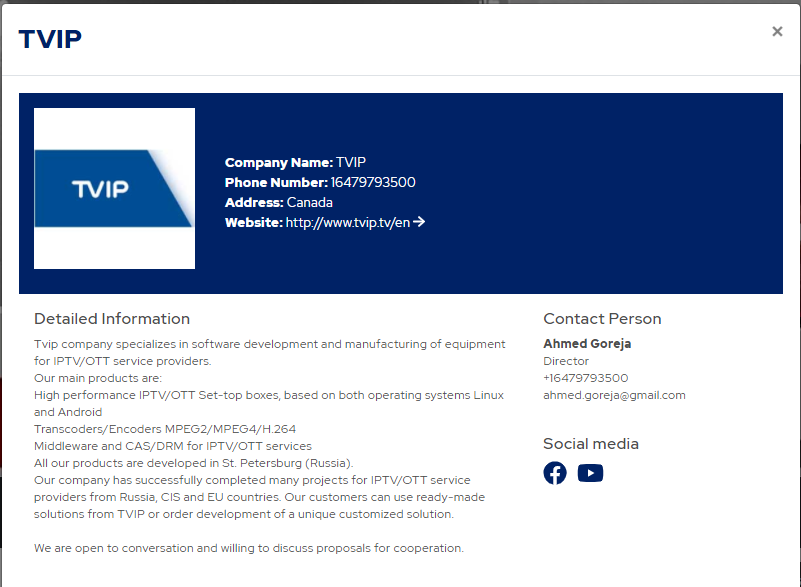 TVIP
×
TVIP
Company Name: TVIP
Phone Number: 16479793500
Address: Canada
Website: http://www.tvip.tv/en →
Detailed Information
Tvip company specializes in software development and manufacturing of equipment
for IPTV/OTT service providers.
Our main products are:
High performance IPTV/OTT Set-top boxes, based on both operating systems Linux
and Android
Transcoders/Encoders MPEG2/MPEG4/H.264
Middleware and CAS/DRM for IPTV/OTT services
All our products are developed in St. Petersburg (Russia).
Our company has successfully completed many projects for IPTV/OTT service
providers from Russia, CIS and EU countries. Our customers can use ready-made
solutions from TVIP or order development of a unique customized solution.
We are open to conversation and willing to discuss proposals for cooperation.
Contact Person
Ahmed Goreja
Director
+16479793500
ahmed.goreja@gmail.com
Social media